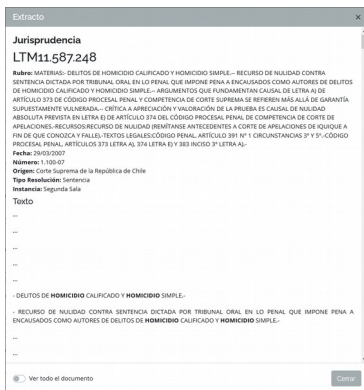 Extracto
×
Jurisprudencia
LTM11.587.248
Rubro: MATERIAS:- DELITOS DE HOMICIDIO CALIFICADO Y HOMICIDIO SIMPLE.-- RECURSO DE NULIDAD CONTRA
SENTENCIA DICTADA POR TRIBUNAL ORAL EN LO PENAL QUE IMPONE PENA A ENCAUSADOS COMO AUTORES DE DELITOS
DE HOMICIDIO CALIFICADO Y HOMICIDIO SIMPLE.-- ARGUMENTOS QUE FUNDAMENTAN CAUSAL DE LETRA A) DE
ARTÍCULO 373 DE CÓDIGO PROCESAL PENAL Y COMPETENCIA DE CORTE SUPREMA SE REFIEREN MÁS ALLÁ DE GARANTÍA
SUPUESTAMENTE VULNERADA.-- CRÍTICA A APRECIACIÓN Y VALORACIÓN DE LA PRUEBA ES CAUSAL DE NULIDAD
ABSOLUTA PREVISTA EN LETRA E) DE ARTÍCULO 374 DEL CÓDIGO PROCESAL PENAL DE COMPETENCIA DE CORTE DE
APELACIONES.-RECURSOS:RECURSO DE NULIDAD (REMÍTANSE ANTECEDENTES A CORTE DE APELACIONES DE IQUIQUE A
FIN DE QUE CONOZCA Y FALLE).-TEXTOS LEGALES:CÓDIGO PENAL, ARTÍCULO 391 N° 1 CIRCUNSTANCIAS 3ª Y 5ª.-CÓDIGO
PROCESAL PENAL, ARTÍCULOS 373 LETRA A), 374 LETRA E) Y 383 INCISO 3° LETRA A).-
Fecha: 29/03/2007
Número: 1.100-07
Origen: Corte Suprema de la República de Chile
Tipo Resolución: Sentencia
Instancia: Segunda Sala
Texto
...
...
...
...
...
- DELITOS DE HOMICIDIO CALIFICADO Y HOMICIDIO SIMPLE.-
- RECURSO DE NULIDAD CONTRA SENTENCIA DICTADA POR TRIBUNAL ORAL EN LO PENAL QUE IMPONE PENA A
ENCAUSADOS COMO AUTORES DE DELITOS DE HOMICIDIO CALIFICADO Y HOMICIDIO SIMPLE.-
...
...
Ver todo el documento
Cerrar